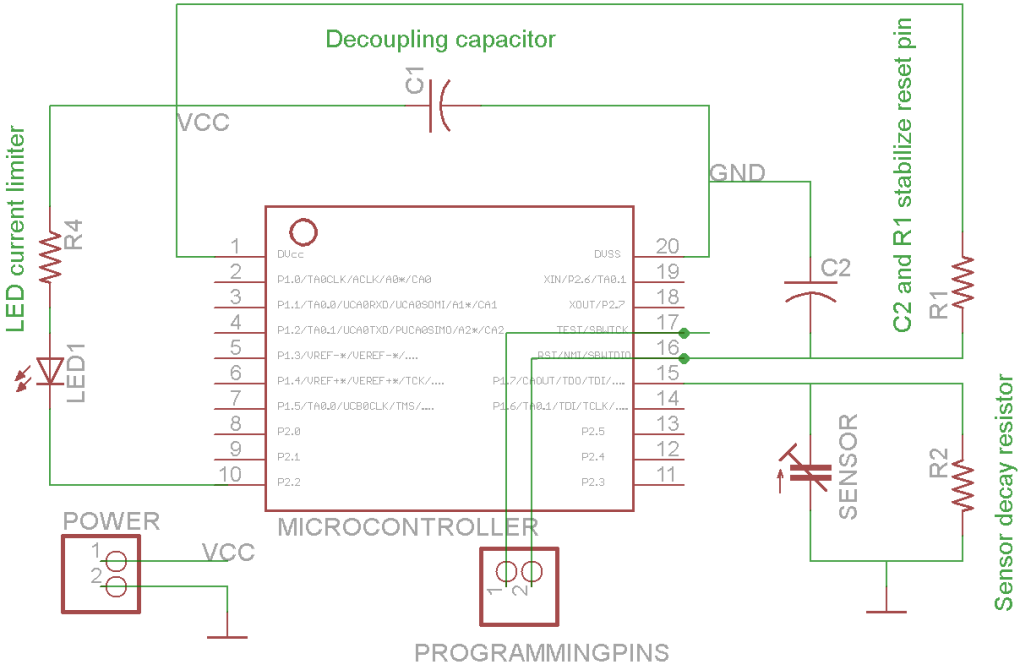 Decoupling capacitor
C1
VCC
GND
LED current limiter
R4
LED1
C2 and R1 stabilize reset pin
C2
R1
1 DVcc DVSS 20
2 P1.0/TA0CLK/ACLK/A0*/CA0 XIN/P2.6/TA0.1 19
3 P1.1/TA0.0/UCA0RXD/UCA0SOMI/A1*/CA1 XOUT/P2.7 18
4 P1.2/TA0.1/UCA0TXD/PUCA0SIMO/A2*/CA2 TEST/SBWTCK 17
5 P1.3/VREF-*/VEREF-*/.... RST/NMI/SBWTDIO 16
6 P1.4/VREF+*/VEREF+*/TCK/.... P1.7/CAOUT/TDO/TDI/.... 15
7 P1.5/TA0.0/UCB0CLK/TMS/.... P1.6/TA0.1/TDI/TCLK/.... 14
8 P2.0 P2.5 13
9 P2.1 P2.4 12
10 P2.2 P2.3 11
MICROCONTROLLER
SENSOR
R2
Sensor decay resistor
POWER
1
2
VCC
1
2
PROGRAMMINGPINS